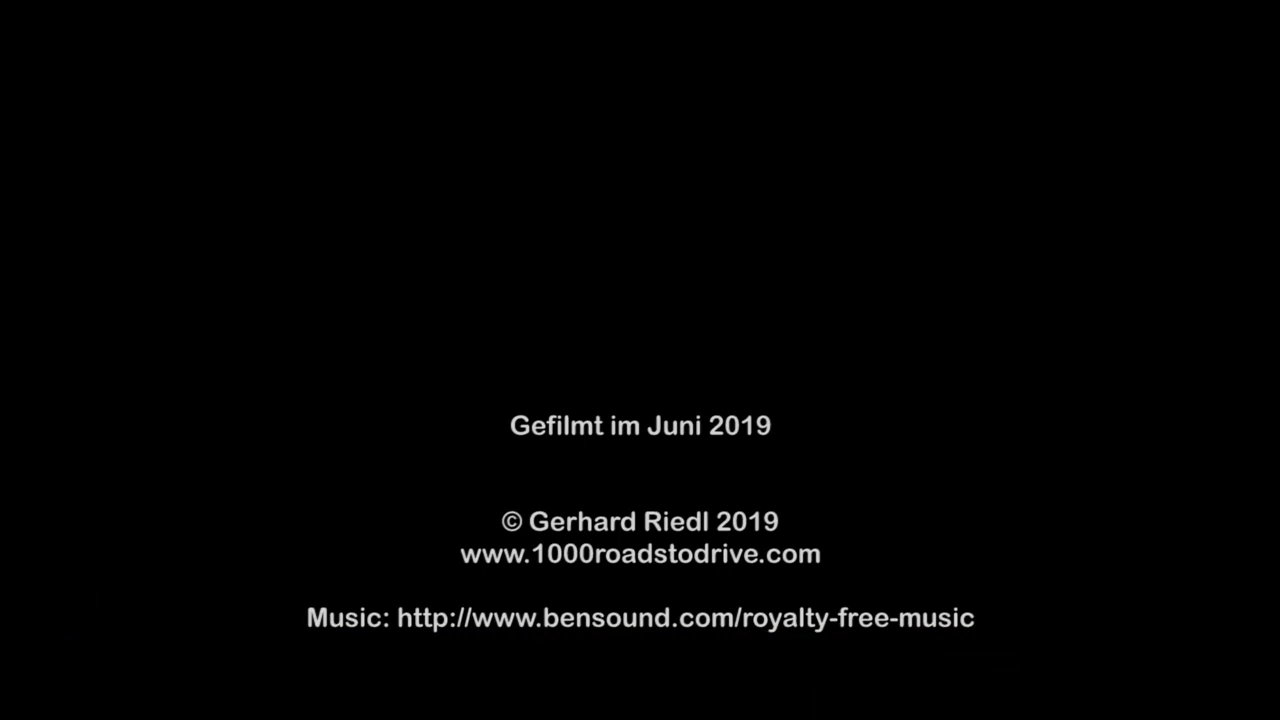 Gefilmt im Juni 2019
© Gerhard Riedl 2019
www.1000roadstodrive.com
Music: http://www.bensound.com/royalty-free-music